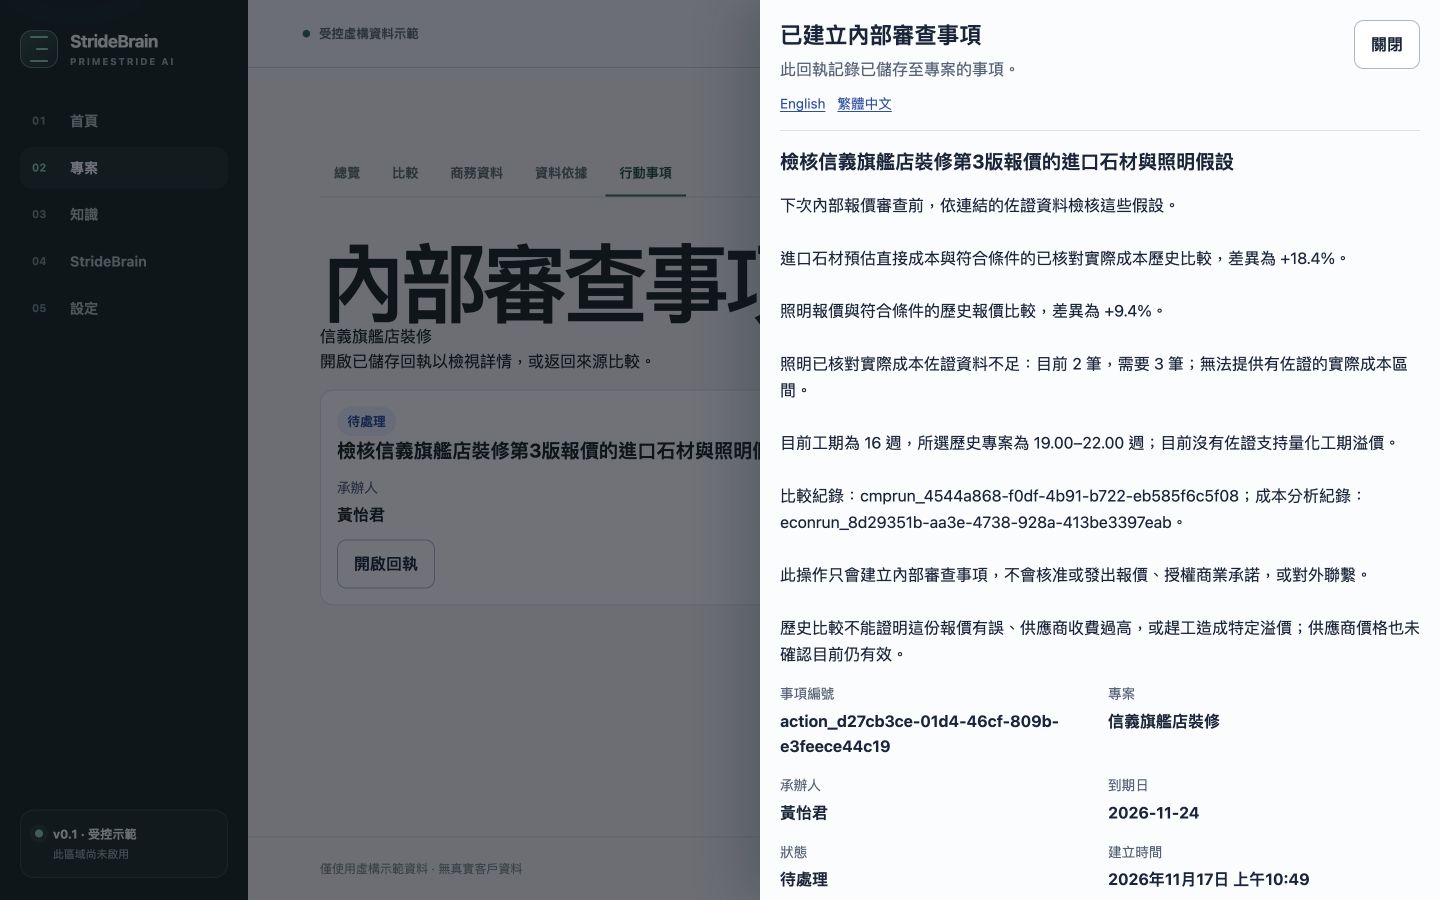 StrideBrain
PRIMESTRIDE AI
01 首頁
02 專案
03 知識
04 StrideBrain
05 設定
v0.1 · 受控示範
此區域尚未啟用
受控虛構資料示範
總覽 比較 商務資料 資料依據 行動事項
內部審查事項
信義旗艦店裝修
開啟已儲存回執以檢視詳情，或返回來源比較。
待處理
檢核信義旗艦店裝修第3版報價的進口石材與照明假
承辦人
黃怡君
開啟回執
僅使用虛構示範資料 · 無真實客戶資料
已建立內部審查事項
關閉
此回執記錄已儲存至專案的事項。
English 繁體中文
檢核信義旗艦店裝修第3版報價的進口石材與照明假設
下次內部報價審查前，依連結的佐證資料檢核這些假設。
進口石材預估直接成本與符合條件的已核對實際成本歷史比較，差異為 +18.4%。
照明報價與符合條件的歷史報價比較，差異為 +9.4%。
照明已核對實際成本佐證資料不足：目前 2 筆，需要 3 筆；無法提供有佐證的實際成本區
間。
目前工期為 16 週，所選歷史專案為 19.00–22.00 週；目前沒有佐證支持量化工期溢價。
比較紀錄：cmprun_4544a868-f0df-4b91-b722-eb585f6c5f08；成本分析紀錄：
econrun_8d29351b-aa3e-4738-928a-413be3397eab。
此操作只會建立內部審查事項，不會核准或發出報價、授權商業承諾，或對外聯繫。
歷史比較不能證明這份報價有誤、供應商收費過高，或趕工造成特定溢價；供應商價格也未
確認目前仍有效。
事項編號 專案
action_d27cb3ce-01d4-46cf-809b- 信義旗艦店裝修
e3feece44c19
承辦人 到期日
黃怡君 2026-11-24
狀態 建立時間
待處理 2026年11月17日 上午10:49